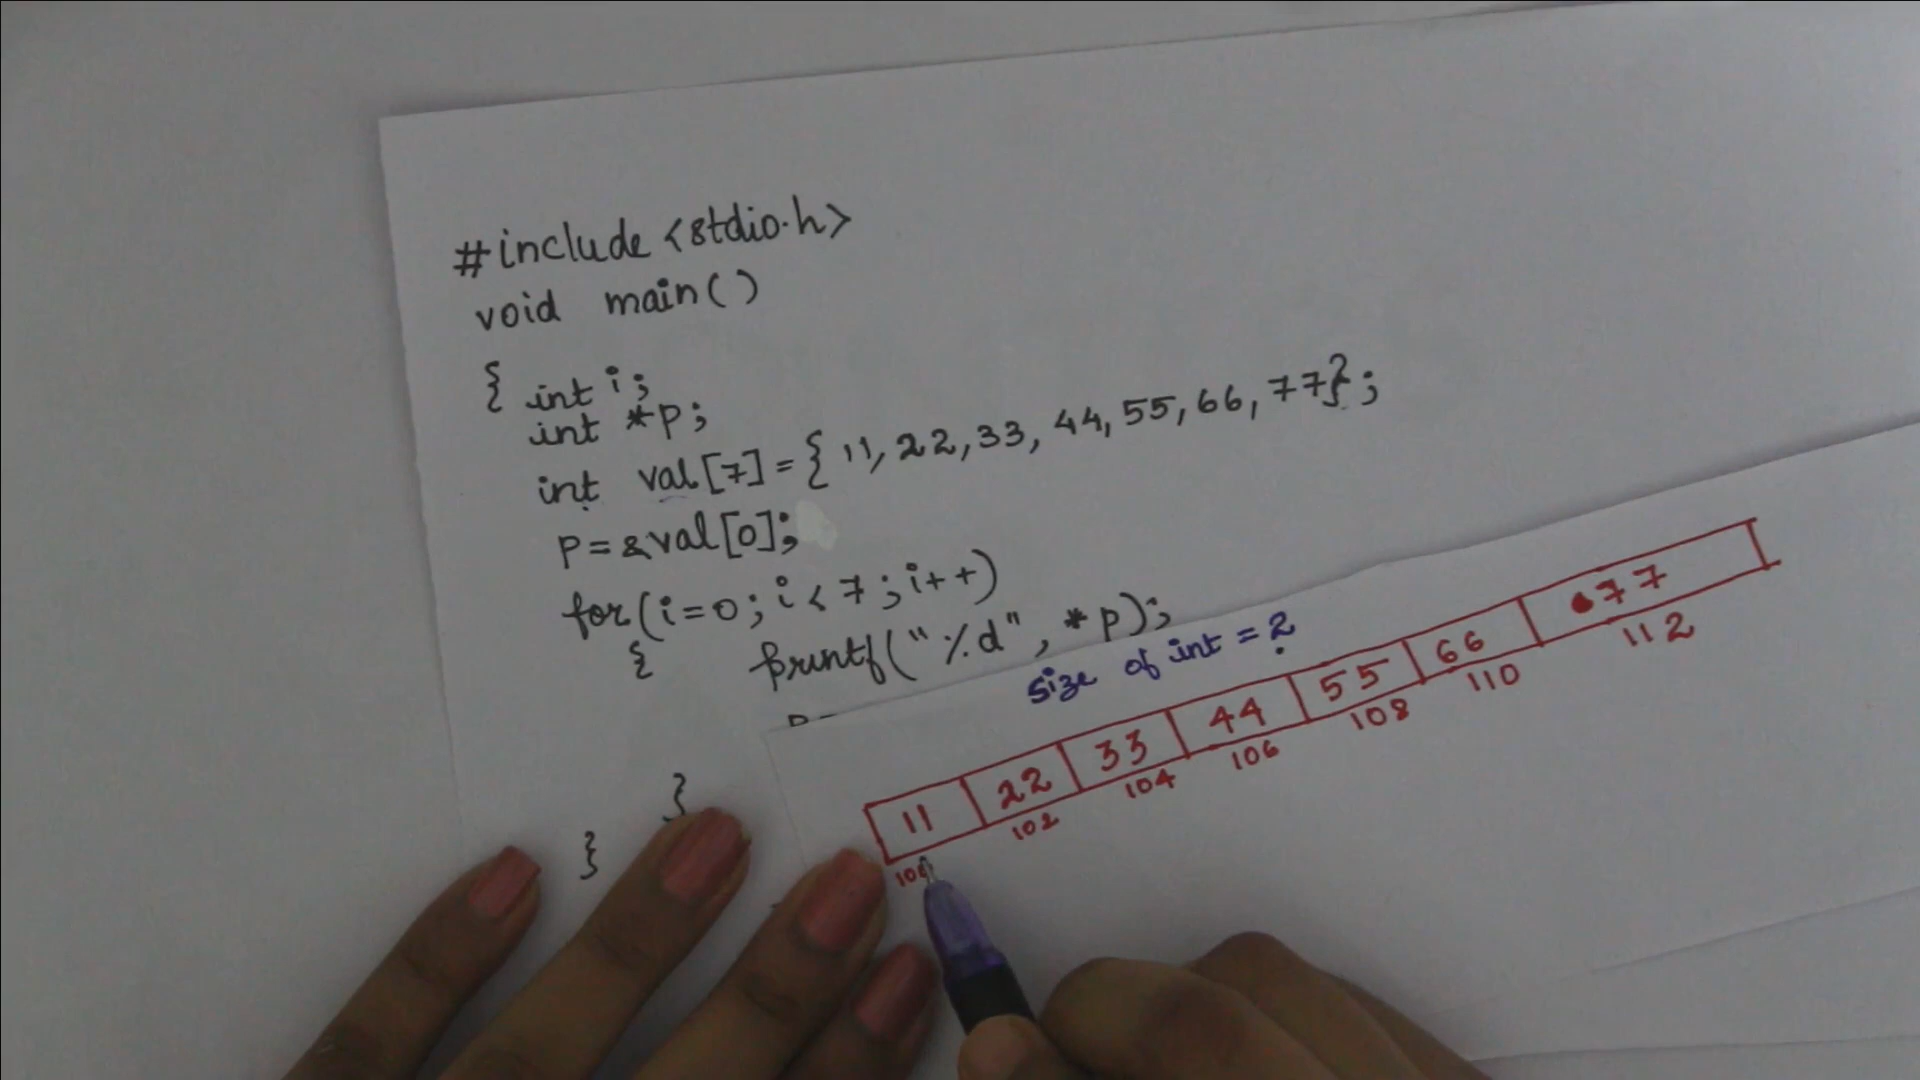 #include <stdio.h>
void main()
{ int i;
int *p;
int val[7] = { 11, 22, 33, 44, 55, 66, 77};
p = &val[0];
for(i=0; i < 7; i++)
{ printf("%d", *p);
}
}
size of int = 2
11 22 33 44 55 66 77
102 104 106 108 110 112